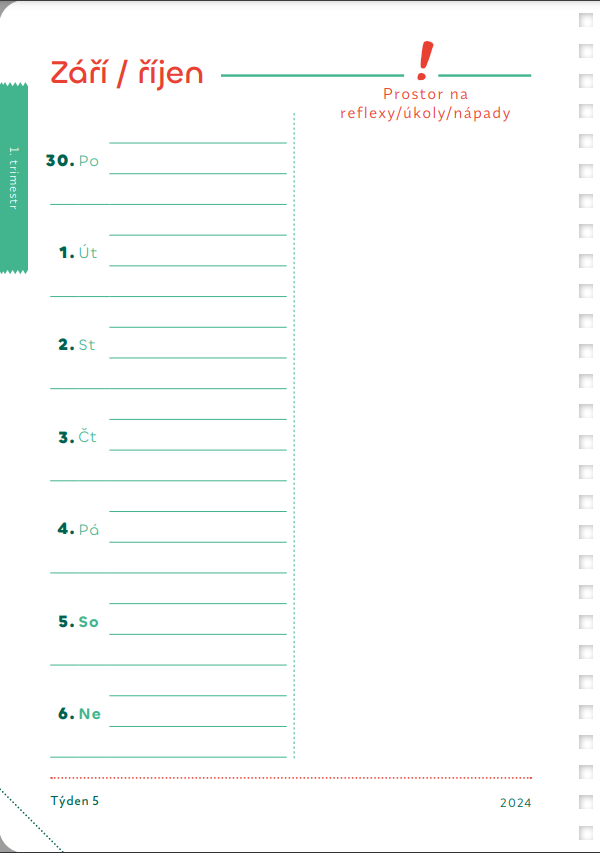 Září / říjen
!
Prostor na
reflexy/úkoly/nápady
1. trimestr
30. Po
1. Út
2. St
3. Čt
4. Pá
5. So
6. Ne
Týden 5
2024